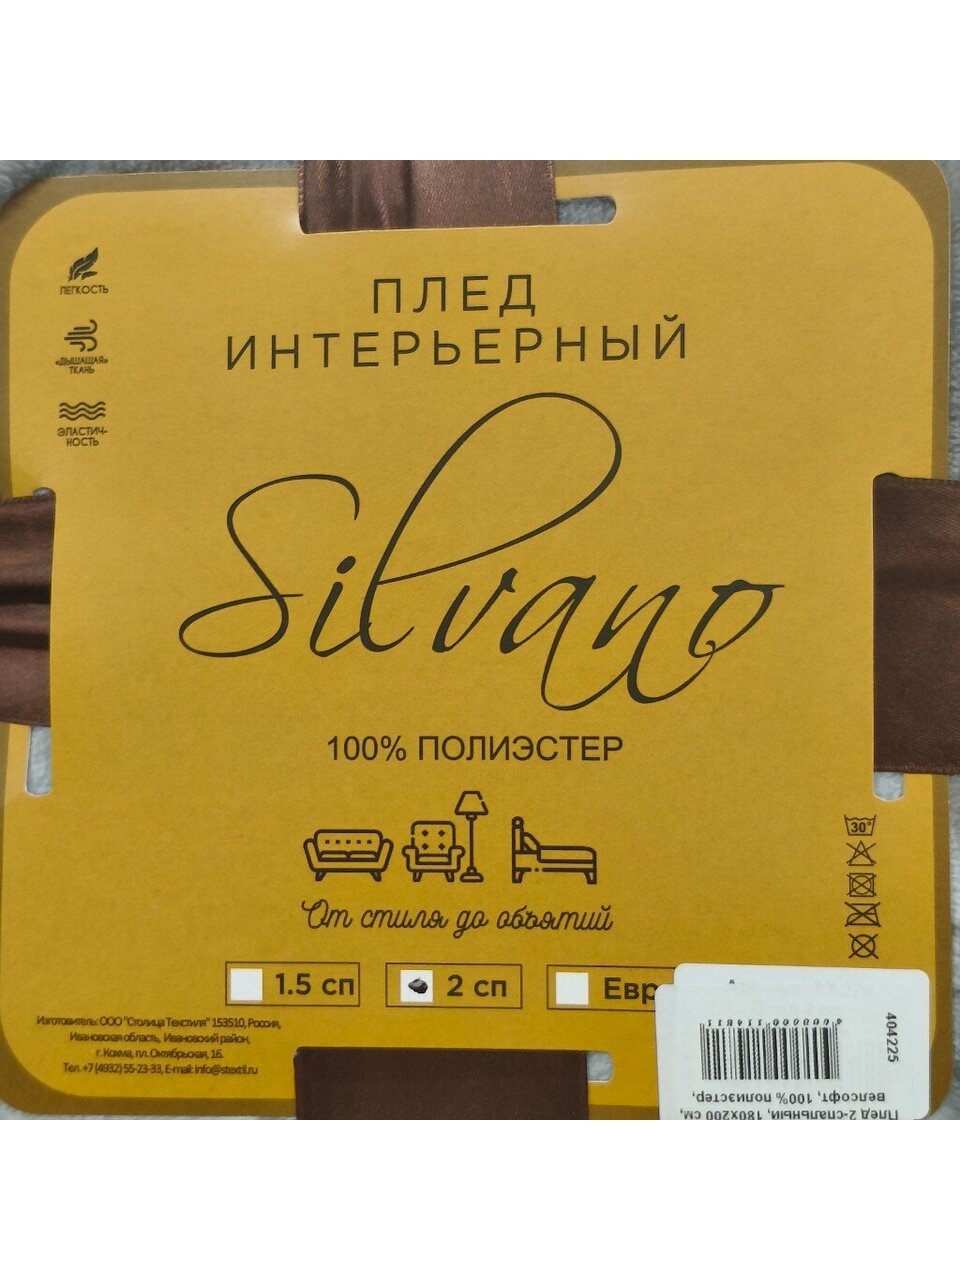 ЛЕГКОСТЬ
«ДЫШАЩАЯ»
ТКАНЬ
ЭЛАСТИЧ-
НОСТЬ
ПЛЕД
ИНТЕРЬЕРНЫЙ
Silvano
100% ПОЛИЭСТЕР
От стиля до объятий
30°
1.5 сп
2 сп
Евр
Изготовитель: ООО "Столица Текстиля" 153510, Россия,
Ивановская область, Ивановский район,
г. Кохма, пл. Октябрьская, 16.
Тел. +7 (4932) 55-23-33, E-mail: info@stextil.ru
Плед 2-спальный, 180х200 см,
велсофт, 100% полиэстер,
404225